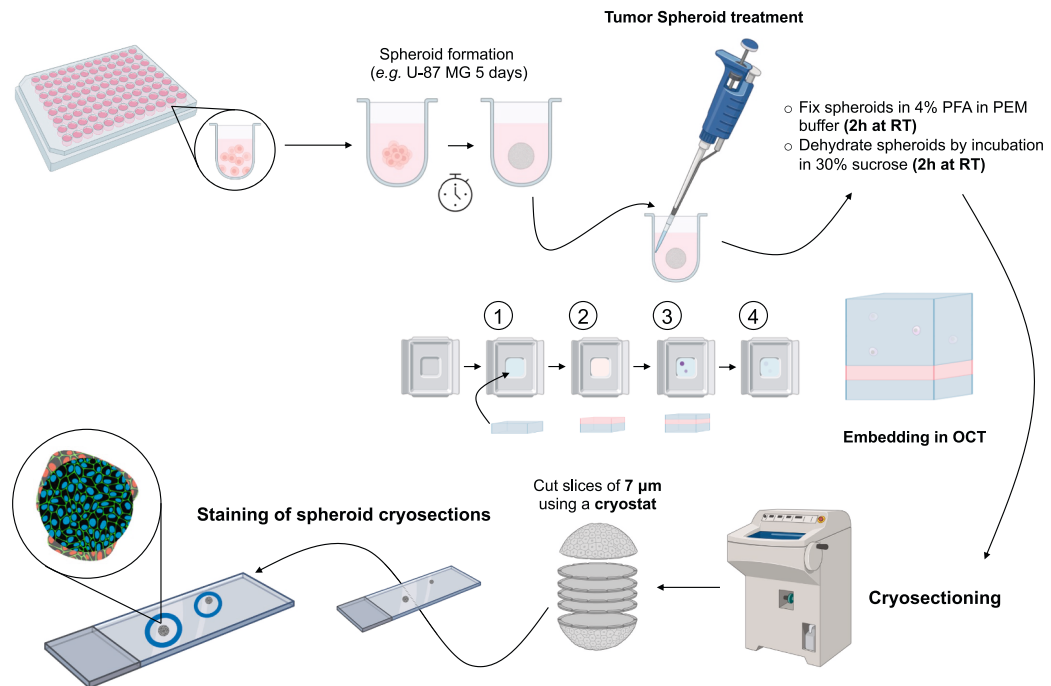 Tumor Spheroid treatment
Spheroid formation
(e.g. U-87 MG 5 days)
○ Fix spheroids in 4% PFA in PEM
buffer (2h at RT)
○ Dehydrate spheroids by incubation
in 30% sucrose (2h at RT)
1
2
3
4
Embedding in OCT
Cut slices of 7 µm
using a cryostat
Staining of spheroid cryosections
Cryosectioning